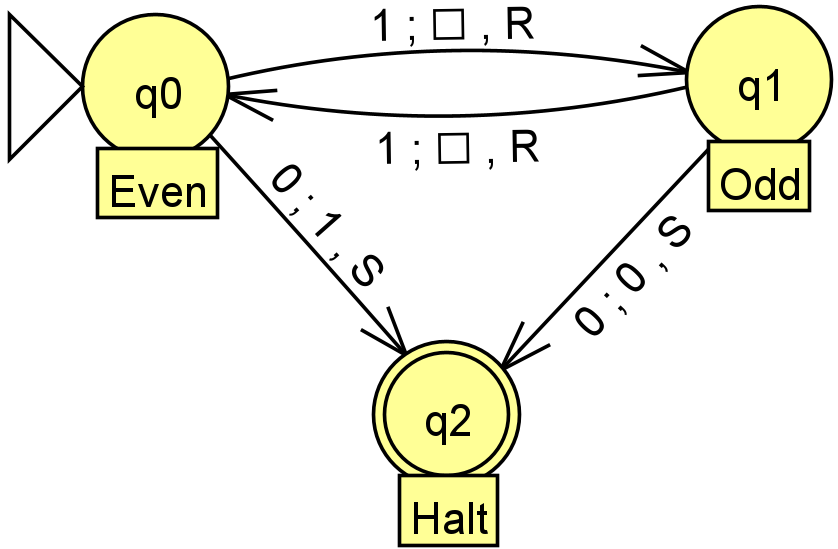 1 ; □ , R
q0
q1
1 ; □ , R
Even
Odd
0 ; 1 , S
0 ; 0 , S
q2
Halt